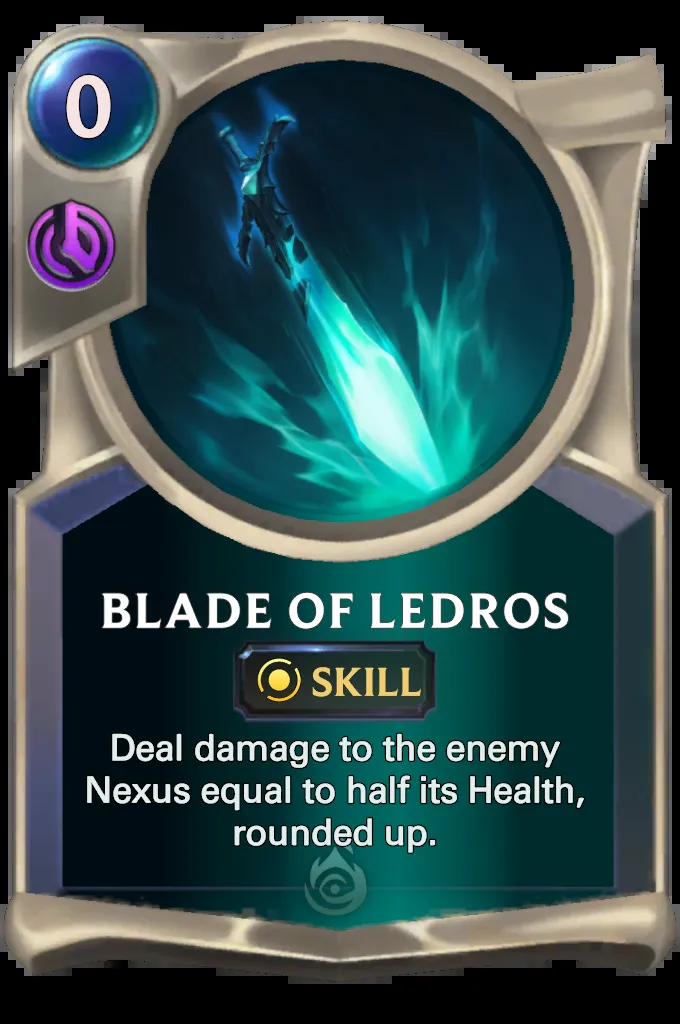 0
BLADE OF LEDROS
SKILL
Deal damage to the enemy
Nexus equal to half its Health,
rounded up.